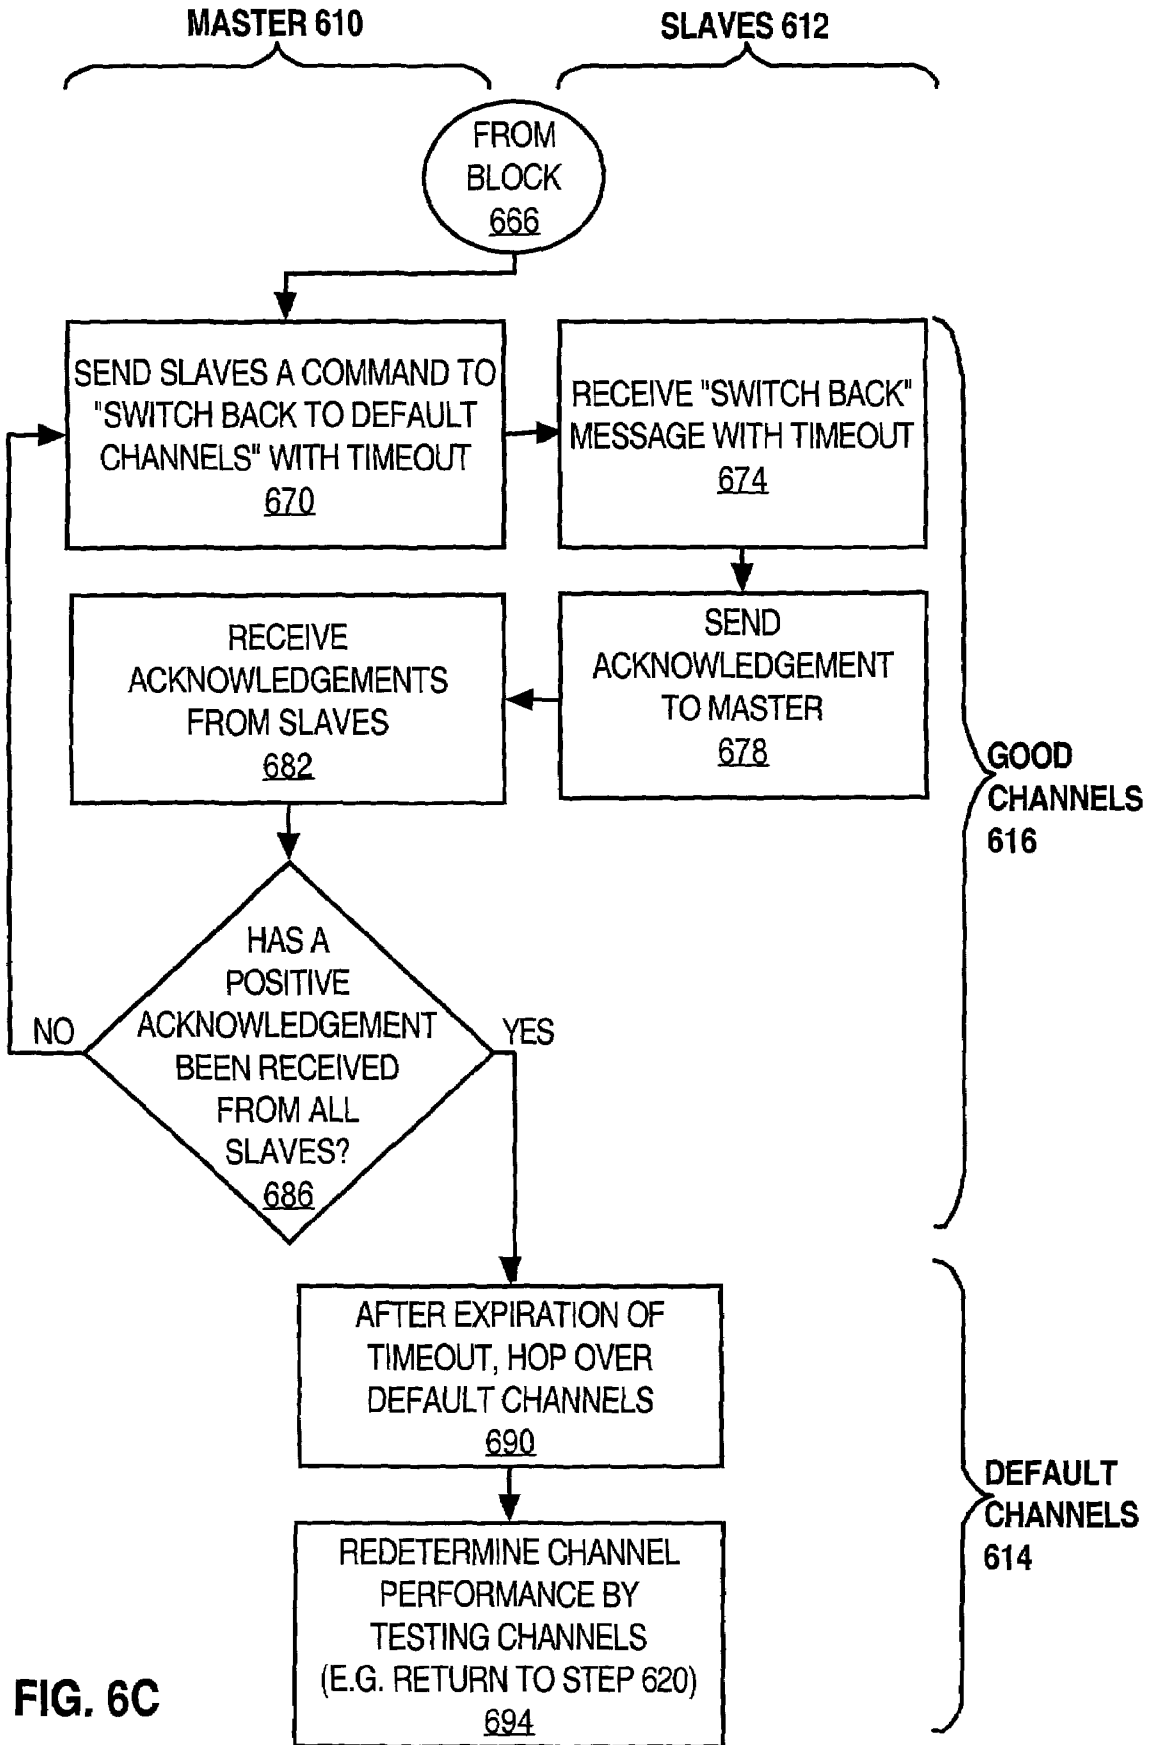 MASTER 610
SLAVES 612
FROM
BLOCK
666
SEND SLAVES A COMMAND TO
"SWITCH BACK TO DEFAULT
CHANNELS" WITH TIMEOUT
670
RECEIVE "SWITCH BACK"
MESSAGE WITH TIMEOUT
674
RECEIVE
ACKNOWLEDGEMENTS
FROM SLAVES
682
SEND
ACKNOWLEDGEMENT
TO MASTER
678
GOOD
CHANNELS
616
HAS A
POSITIVE
ACKNOWLEDGEMENT
BEEN RECEIVED
FROM ALL
SLAVES?
686
NO
YES
AFTER EXPIRATION OF
TIMEOUT, HOP OVER
DEFAULT CHANNELS
690
DEFAULT
CHANNELS
614
REDETERMINE CHANNEL
PERFORMANCE BY
TESTING CHANNELS
(E.G. RETURN TO STEP 620)
694
FIG. 6C